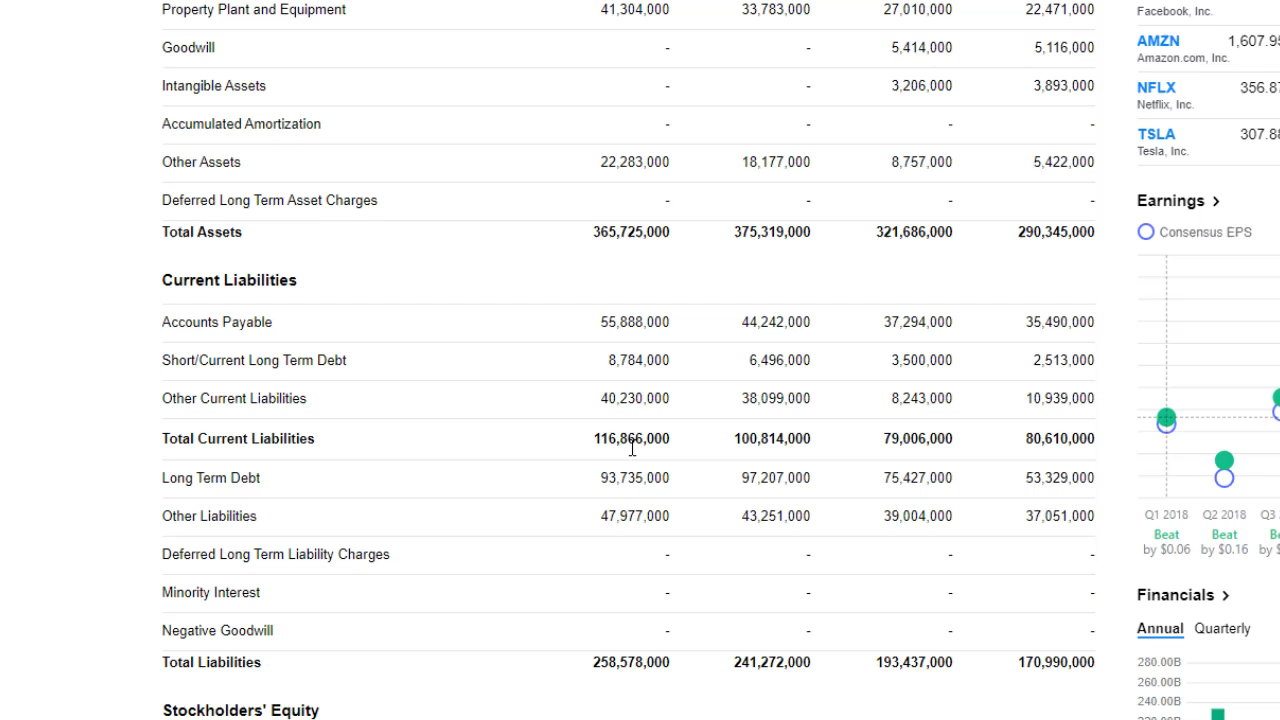 Property Plant and Equipment 41,304,000 33,783,000 27,010,000 22,471,000
Goodwill - - 5,414,000 5,116,000
Intangible Assets - - 3,206,000 3,893,000
Accumulated Amortization - - - -
Other Assets 22,283,000 18,177,000 8,757,000 5,422,000
Deferred Long Term Asset Charges - - - -
Total Assets 365,725,000 375,319,000 321,686,000 290,345,000
Current Liabilities
Accounts Payable 55,888,000 44,242,000 37,294,000 35,490,000
Short/Current Long Term Debt 8,784,000 6,496,000 3,500,000 2,513,000
Other Current Liabilities 40,230,000 38,099,000 8,243,000 10,939,000
Total Current Liabilities 116,866,000 100,814,000 79,006,000 80,610,000
Long Term Debt 93,735,000 97,207,000 75,427,000 53,329,000
Other Liabilities 47,977,000 43,251,000 39,004,000 37,051,000
Deferred Long Term Liability Charges - - - -
Minority Interest - - - -
Negative Goodwill - - - -
Total Liabilities 258,578,000 241,272,000 193,437,000 170,990,000
Stockholders' Equity
Facebook, Inc.
AMZN 1,607.95
Amazon.com, Inc.
NFLX 356.87
Netflix, Inc.
TSLA 307.88
Tesla, Inc.
Earnings >
Consensus EPS
Q1 2018 Q2 2018 Q3
Beat Beat
by $0.06 by $0.16 by
Financials >
Annual Quarterly
280.00B
260.00B
240.00B